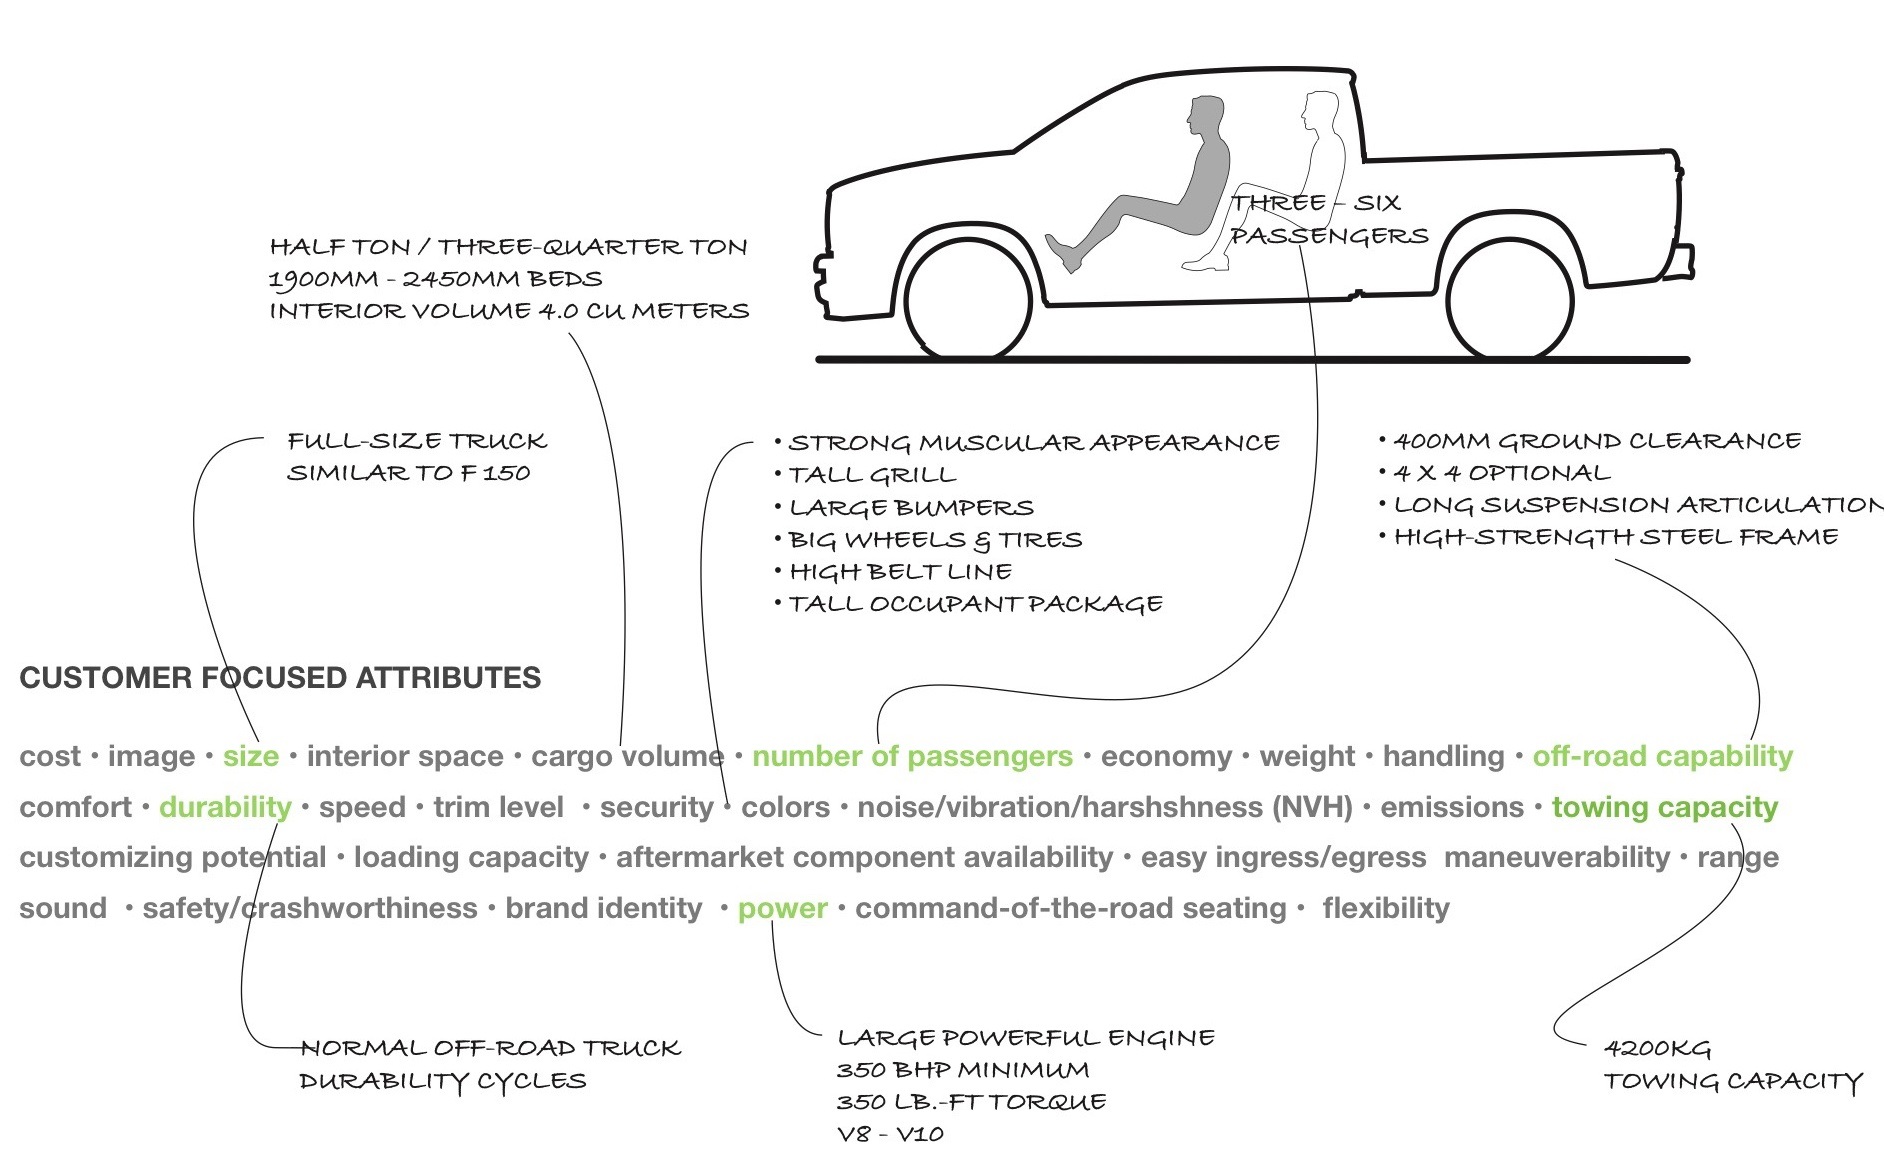 THREE - SIX
PASSENGERS
HALF TON / THREE-QUARTER TON
1900MM - 2450MM BEDS
INTERIOR VOLUME 4.0 CU METERS
FULL-SIZE TRUCK
SIMILAR TO F 150
• STRONG MUSCULAR APPEARANCE
• TALL GRILL
• LARGE BUMPERS
• BIG WHEELS & TIRES
• HIGH BELT LINE
• TALL OCCUPANT PACKAGE
• 400MM GROUND CLEARANCE
• 4 X 4 OPTIONAL
• LONG SUSPENSION ARTICULATION
• HIGH-STRENGTH STEEL FRAME
CUSTOMER FOCUSED ATTRIBUTES
cost • image • size • interior space • cargo volume • number of passengers • economy • weight • handling • off-road capability
comfort • durability • speed • trim level • security • colors • noise/vibration/harshshness (NVH) • emissions • towing capacity
customizing potential • loading capacity • aftermarket component availability • easy ingress/egress maneuverability • range
sound • safety/crashworthiness • brand identity • power • command-of-the-road seating • flexibility
NORMAL OFF-ROAD TRUCK
DURABILITY CYCLES
LARGE POWERFUL ENGINE
350 BHP MINIMUM
350 LB.-FT TORQUE
V8 - V10
4200KG
TOWING CAPACITY